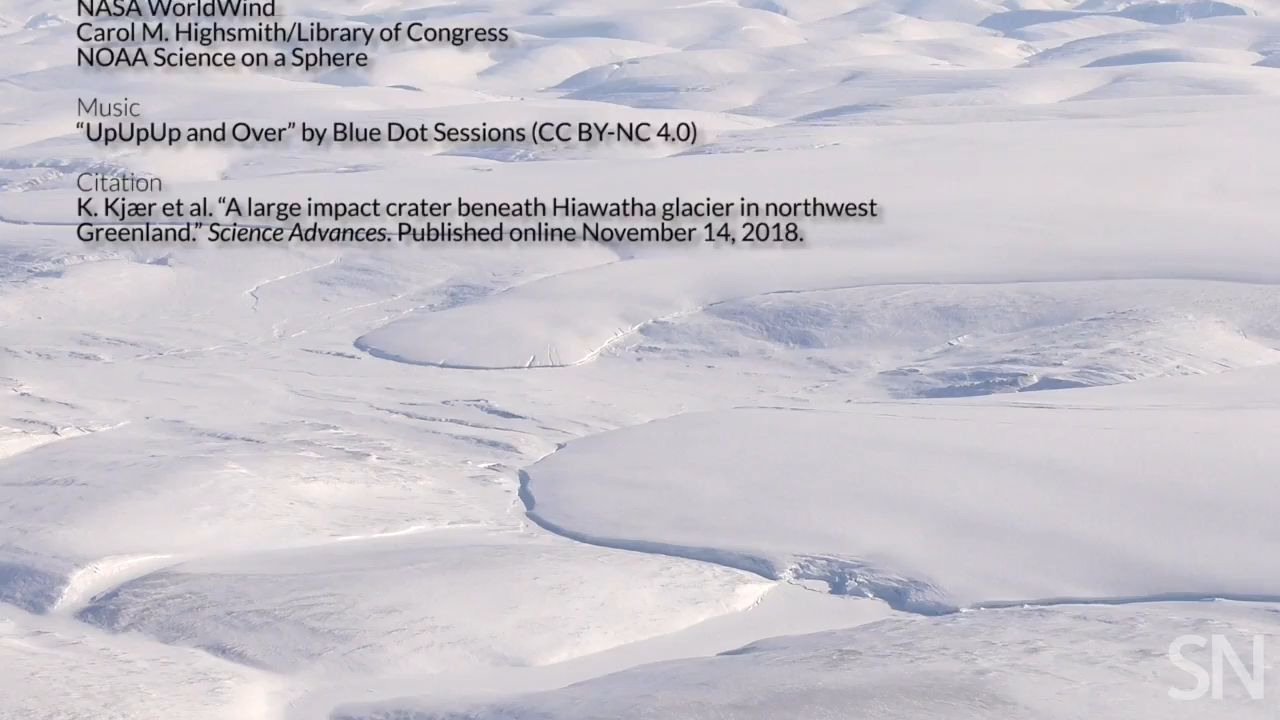 NASA WorldWind
Carol M. Highsmith/Library of Congress
NOAA Science on a Sphere
Music
“UpUpUp and Over” by Blue Dot Sessions (CC BY-NC 4.0)
Citation
K. Kjær et al. “A large impact crater beneath Hiawatha glacier in northwest
Greenland.” Science Advances. Published online November 14, 2018.
SN